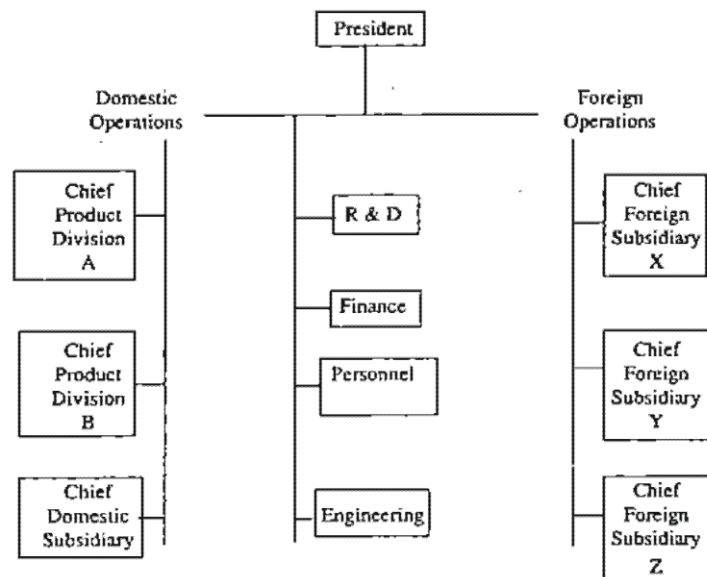 President
Domestic
Operations
Foreign
Operations
Chief
Product
Division
A
R & D
Chief
Foreign
Subsidiary
X
Finance
Chief
Product
Division
B
Personnel
Chief
Foreign
Subsidiary
Y
Chief
Domestic
Subsidiary
Engineering
Chief
Foreign
Subsidiary
Z